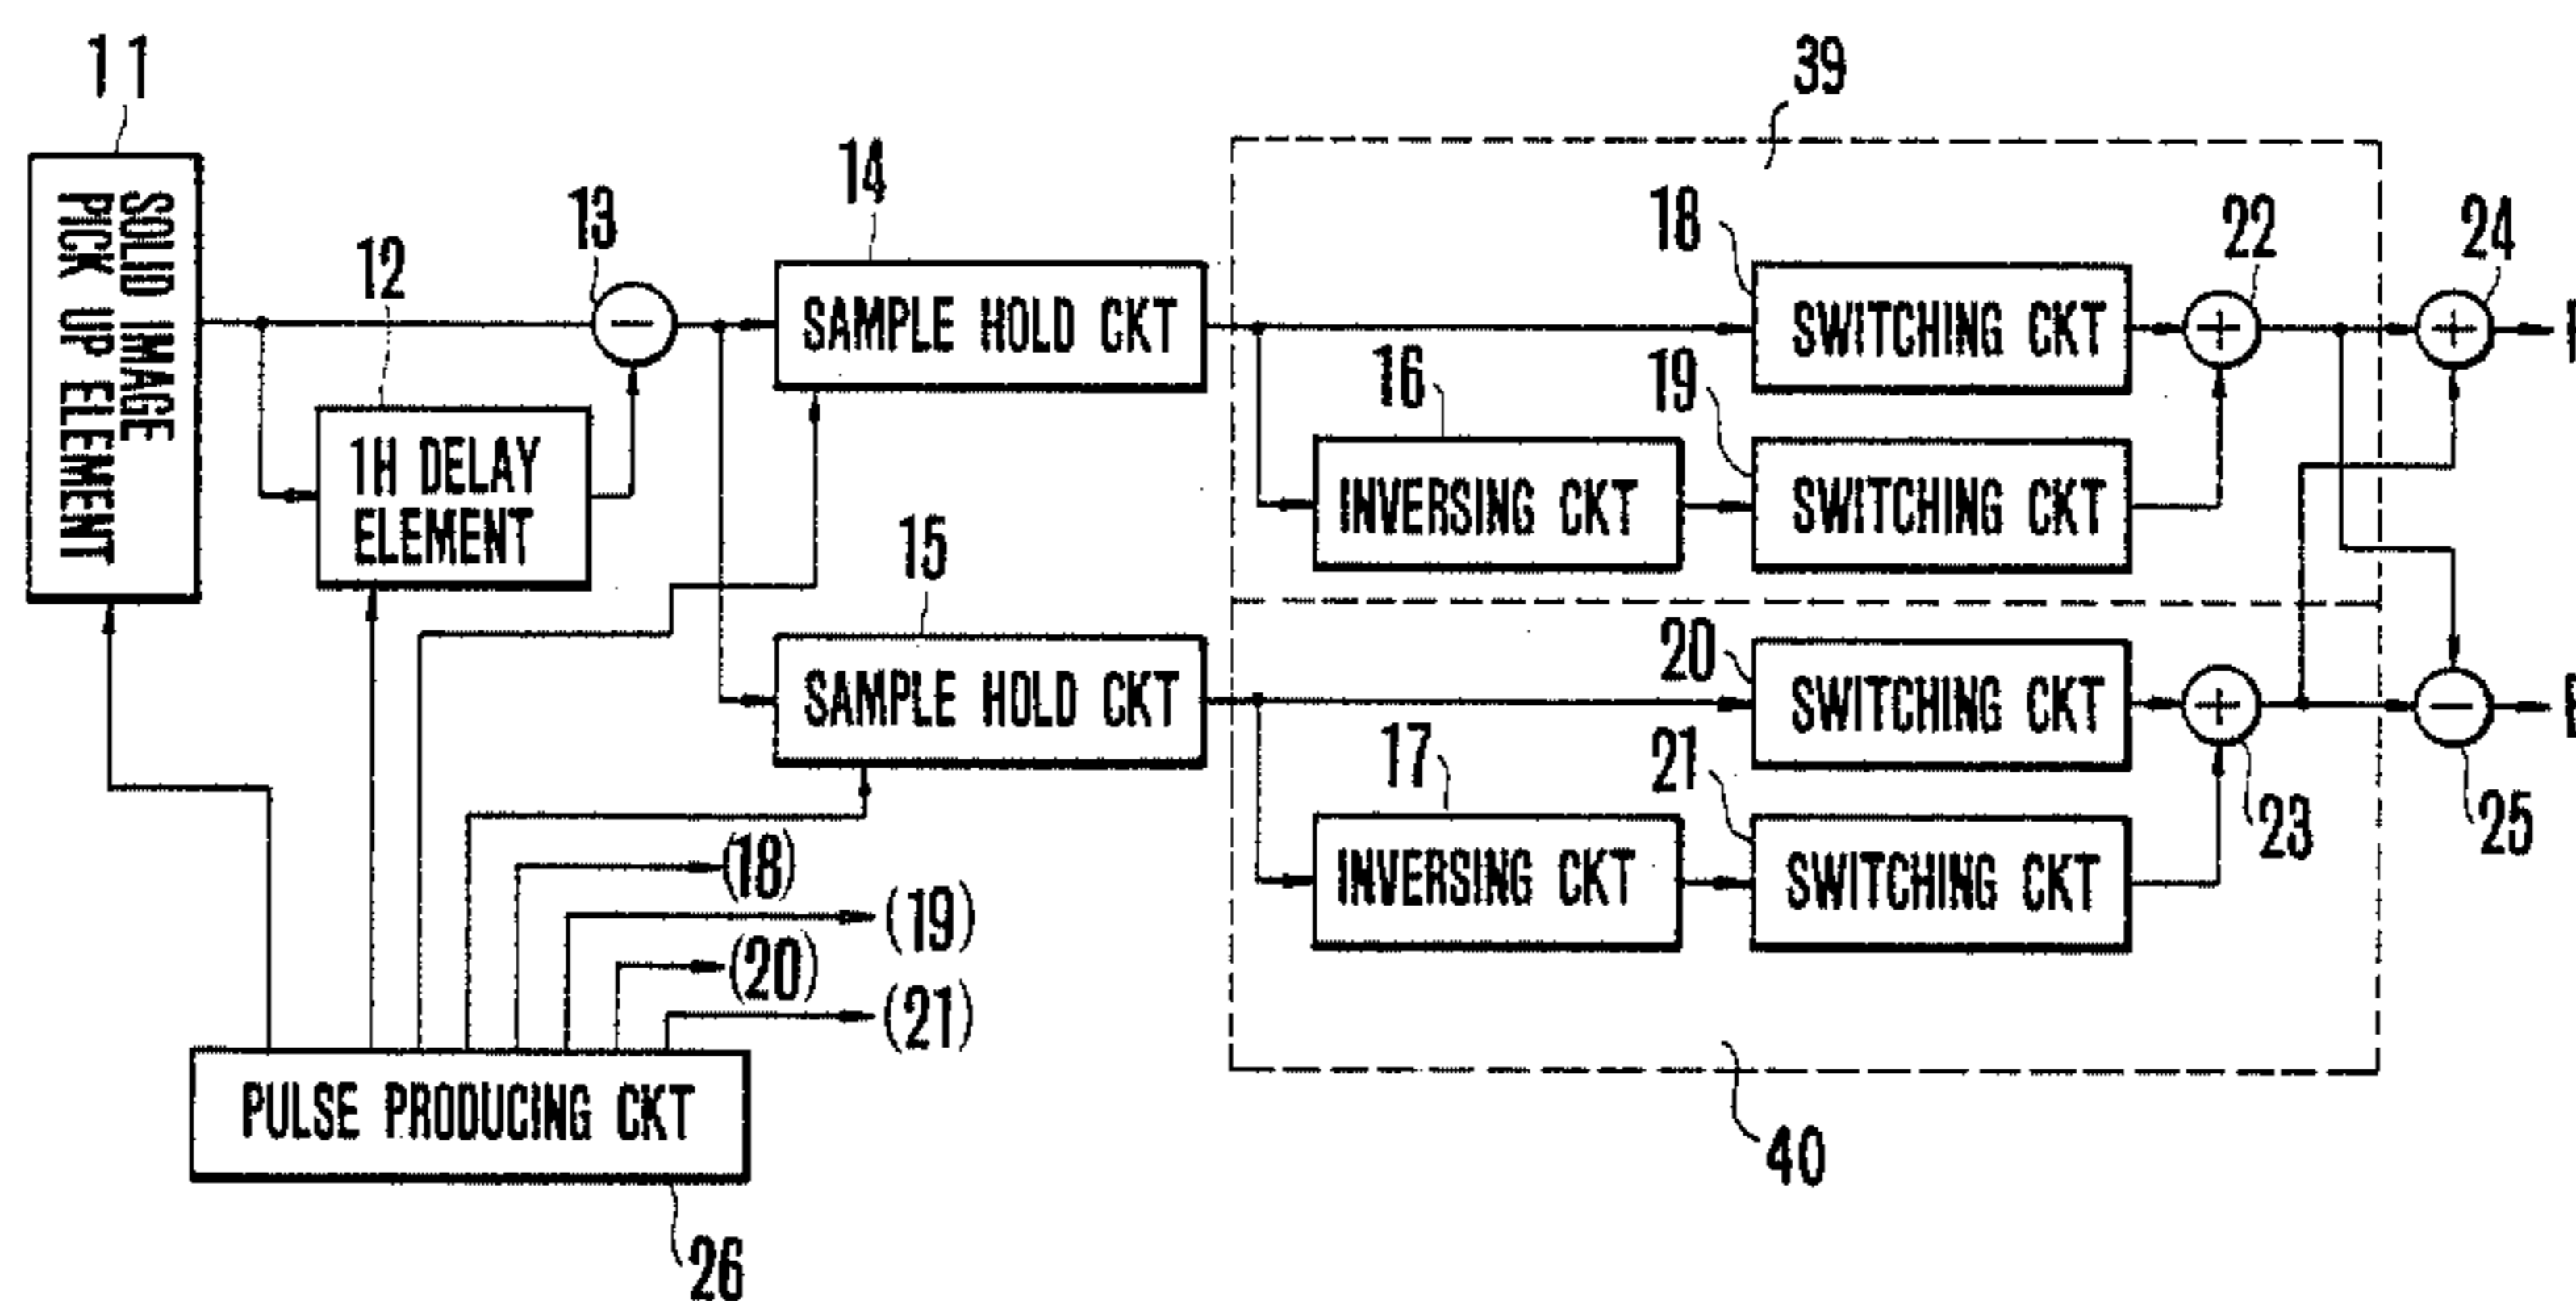 11
39
SOLID IMAGE
PICK UP ELEMENT
12
13
14
18
22
24
SAMPLE HOLD CKT
SWITCHING CKT
1H DELAY
ELEMENT
16
19
INVERSING CKT
SWITCHING CKT
15
20
SAMPLE HOLD CKT
SWITCHING CKT
17
21
23
25
INVERSING CKT
SWITCHING CKT
(18)
(19)
(20)
(21)
PULSE PRODUCING CKT
40
26